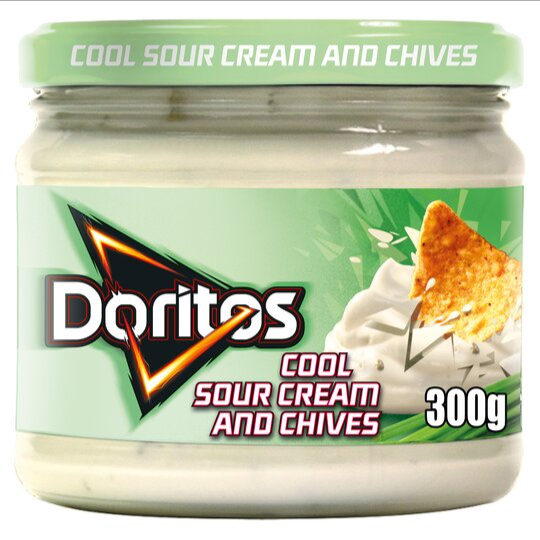 COOL SOUR CREAM AND CHIVES
Doritos
COOL
SOUR CREAM
AND CHIVES
300g